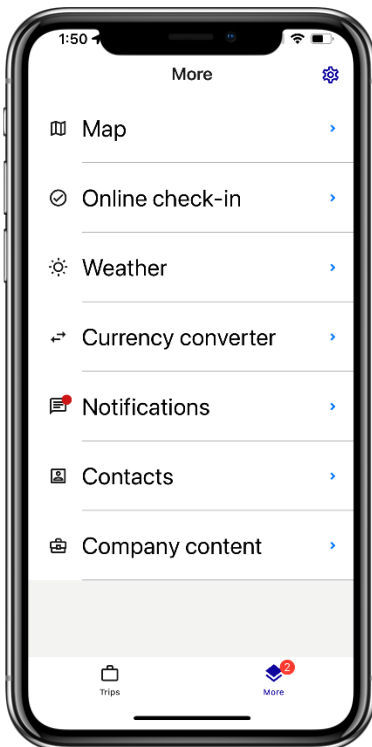 1:50
More
Map
Online check-in
Weather
Currency converter
Notifications
Contacts
Company content
2
Trips
More